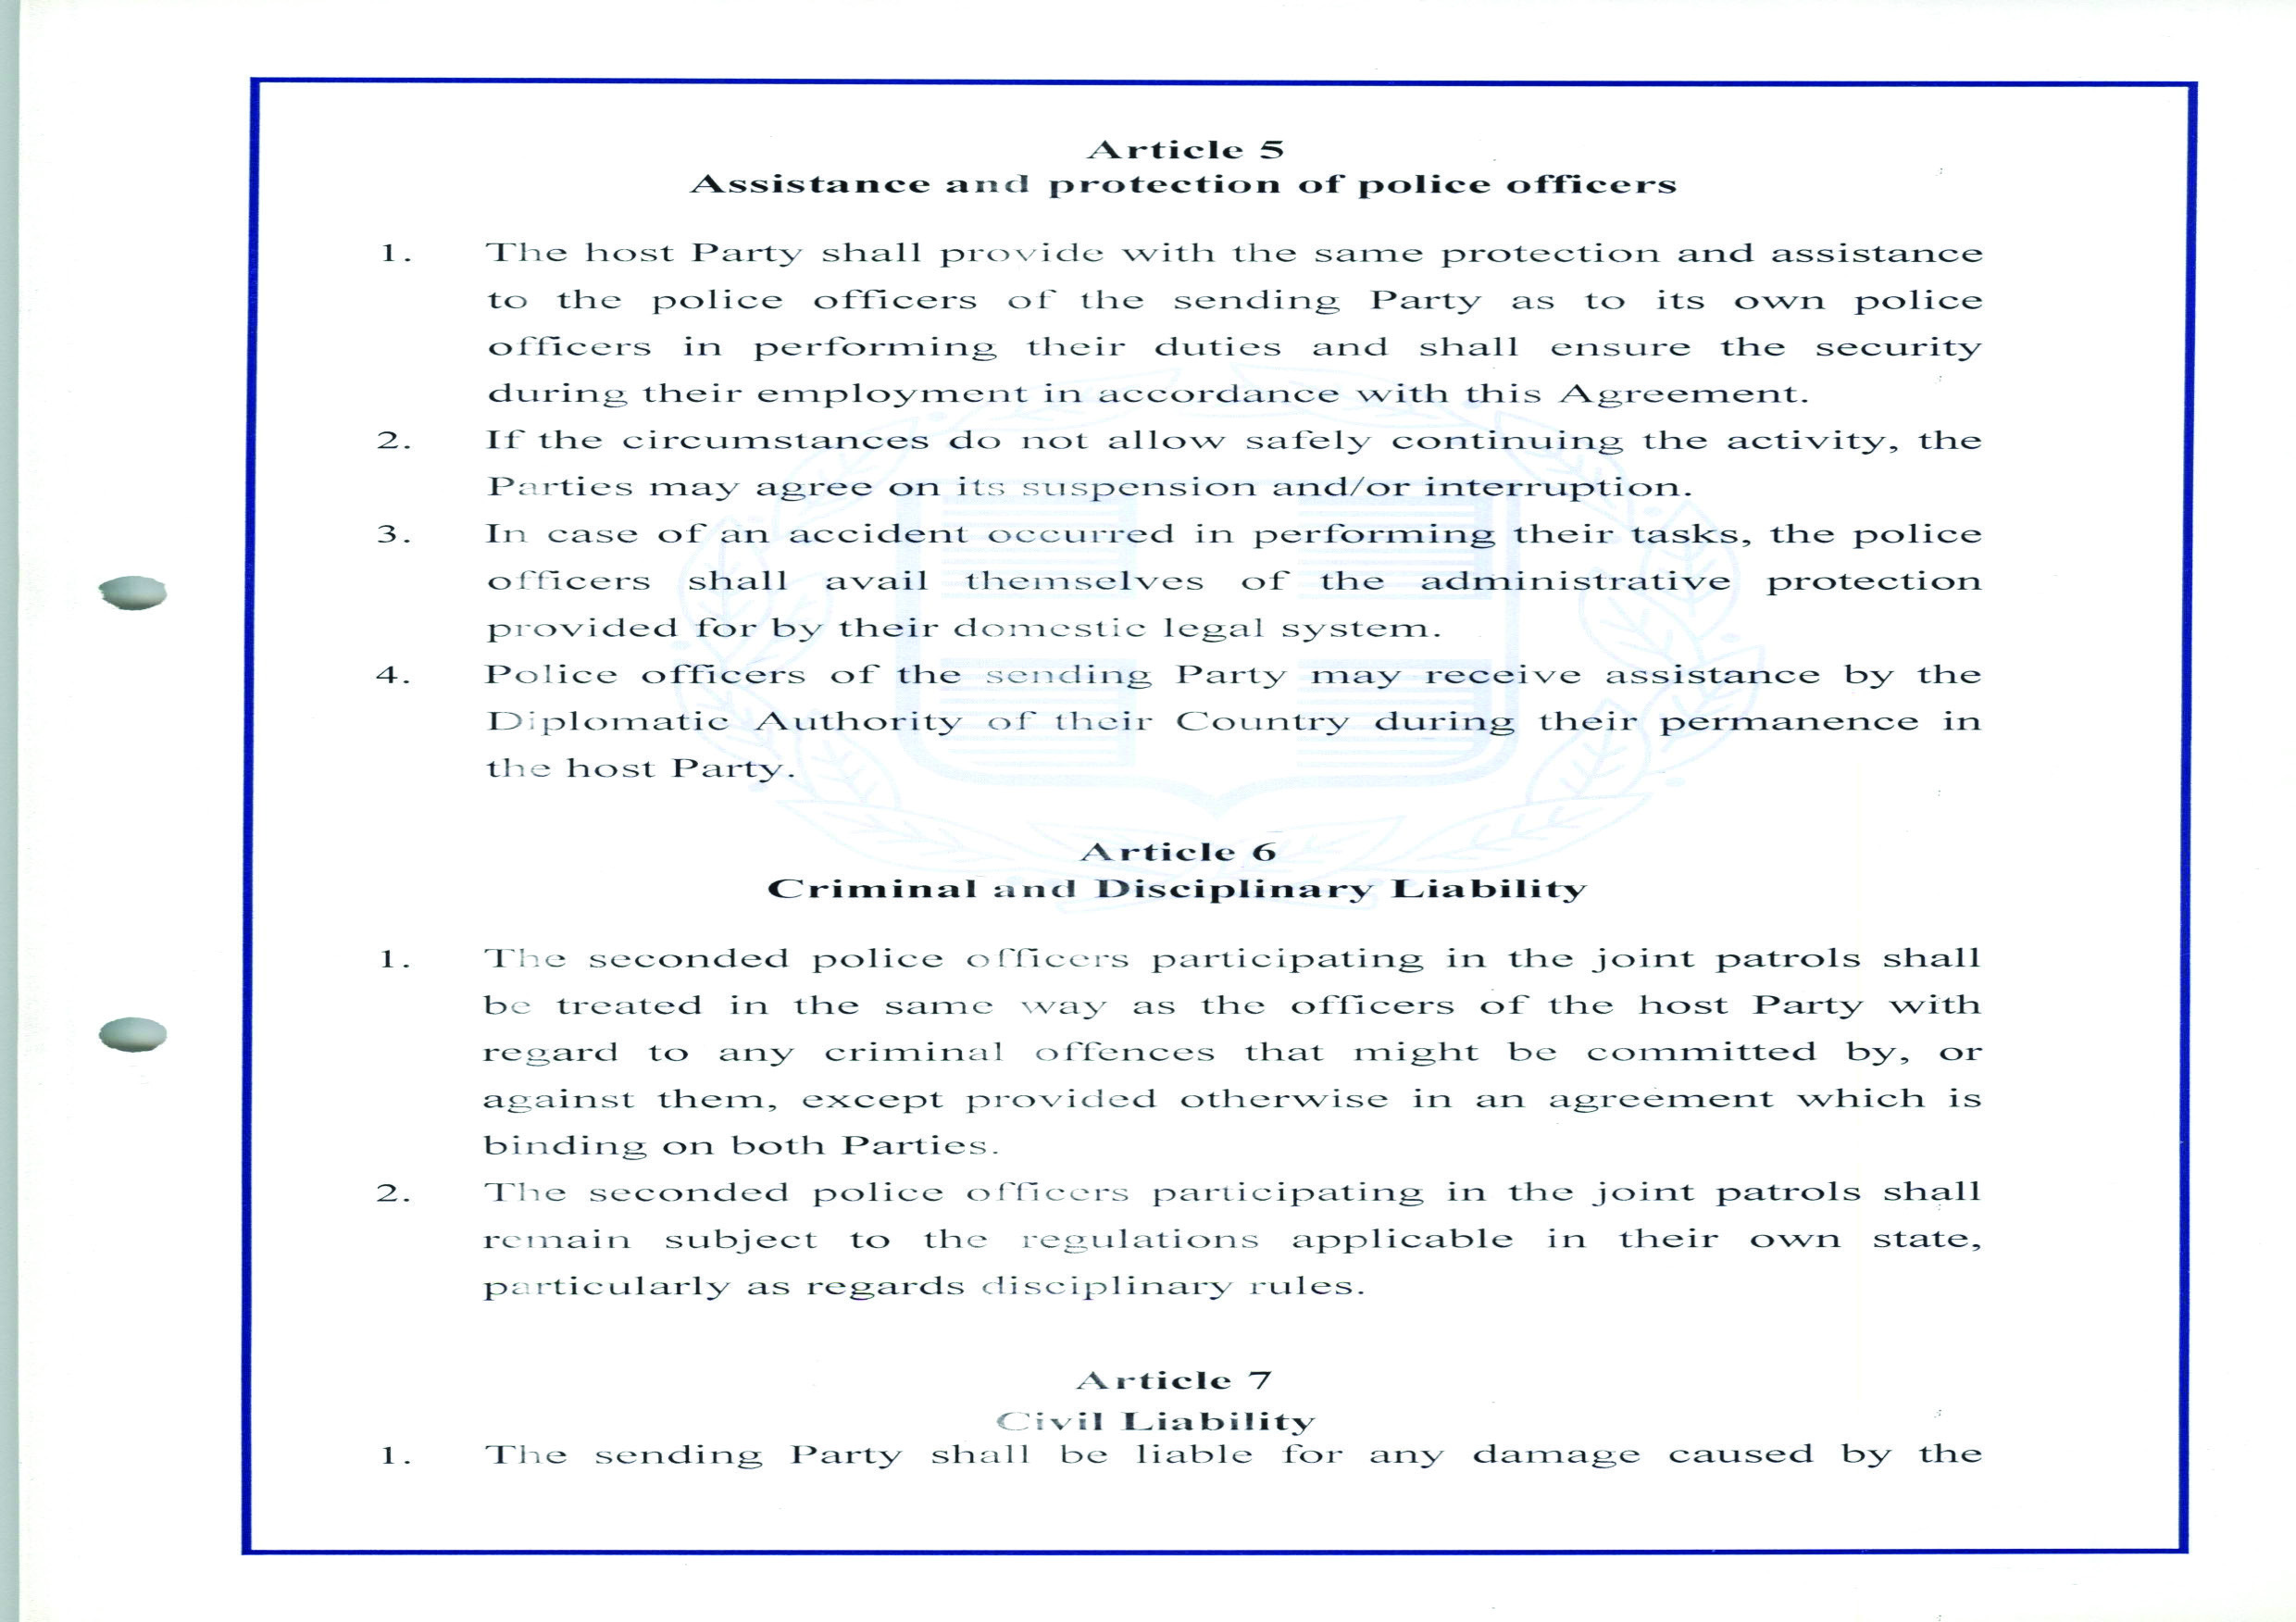 Article 5
Assistance and protection of police officers
1. The host Party shall provide with the same protection and assistance
to the police officers of the sending Party as to its own police
officers in performing their duties and shall ensure the security
during their employment in accordance with this Agreement.
2. If the circumstances do not allow safely continuing the activity, the
Parties may agree on its suspension and/or interruption.
3. In case of an accident occurred in performing their tasks, the police
officers shall avail themselves of the administrative protection
provided for by their domestic legal system.
4. Police officers of the sending Party may receive assistance by the
Diplomatic Authority of their Country during their permanence in
the host Party.
Article 6
Criminal and Disciplinary Liability
1. The seconded police officers participating in the joint patrols shall
be treated in the same way as the officers of the host Party with
regard to any criminal offences that might be committed by, or
against them, except provided otherwise in an agreement which is
binding on both Parties.
2. The seconded police officers participating in the joint patrols shall
remain subject to the regulations applicable in their own state,
particularly as regards disciplinary rules.
Article 7
Civil Liability
1. The sending Party shall be liable for any damage caused by the